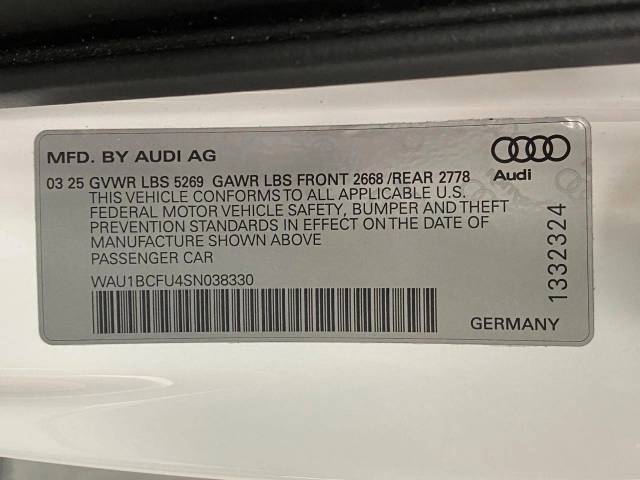 MFD. BY AUDI AG
Audi
03 25 GVWR LBS 5269 GAWR LBS FRONT 2668 /REAR 2778
THIS VEHICLE CONFORMS TO ALL APPLICABLE U.S.
FEDERAL MOTOR VEHICLE SAFETY, BUMPER AND THEFT
PREVENTION STANDARDS IN EFFECT ON THE DATE OF
MANUFACTURE SHOWN ABOVE
PASSENGER CAR
WAU1BCFU4SN038330
1332324
GERMANY